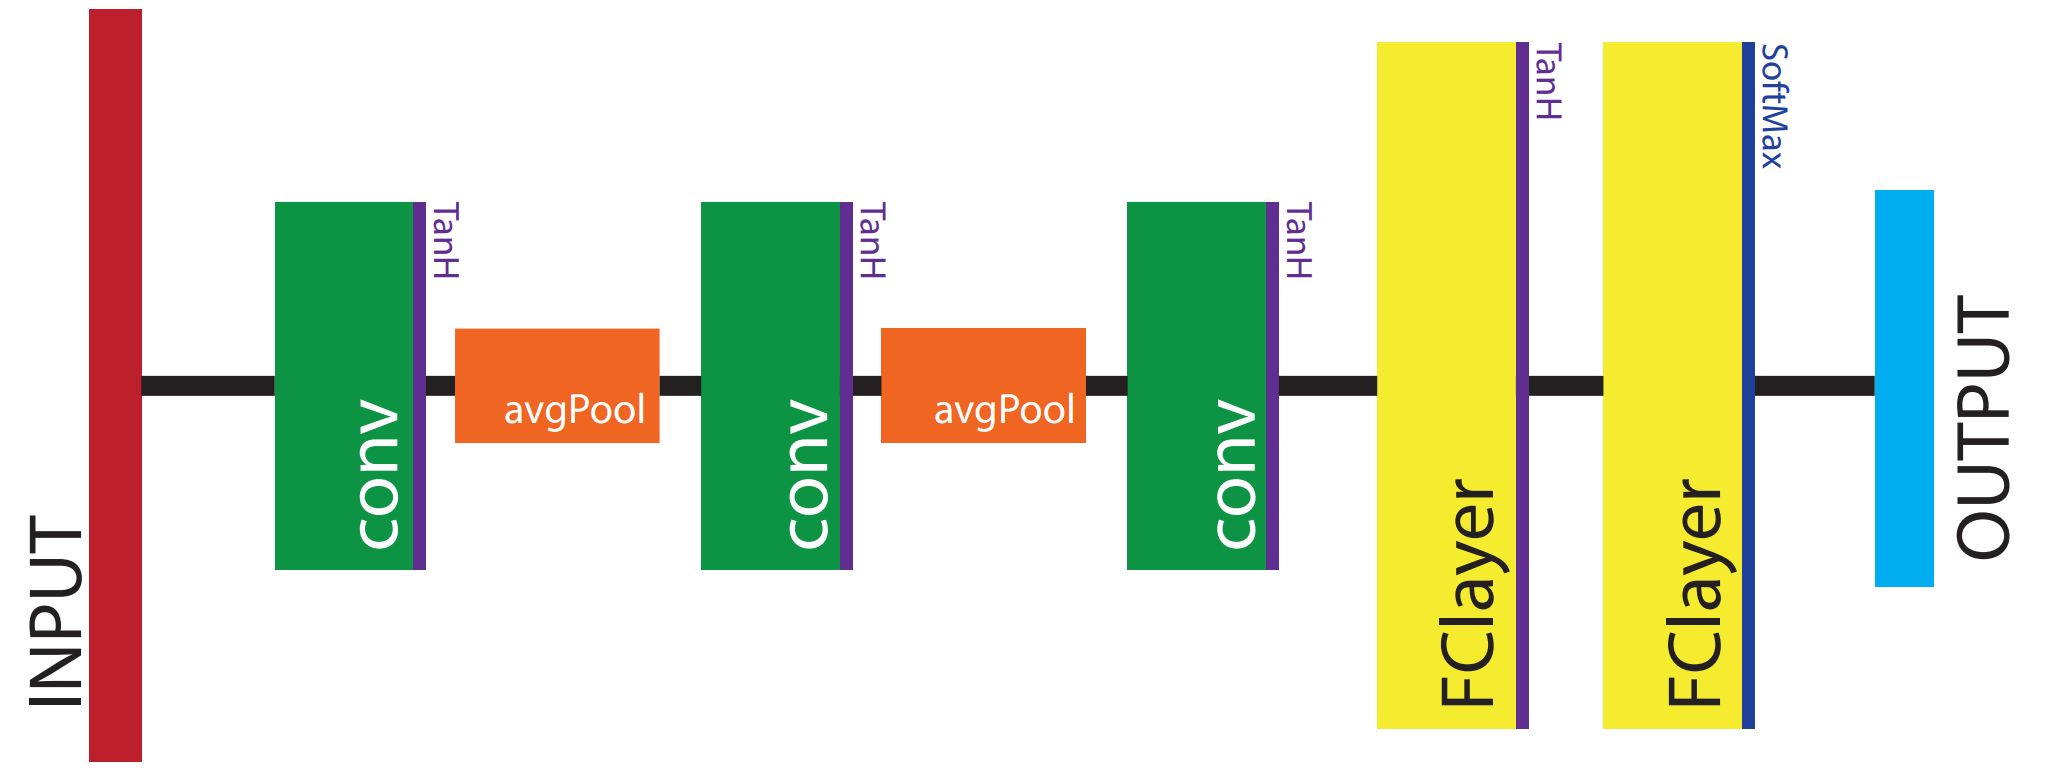 INPUT
conv
TanH
avgPool
conv
TanH
avgPool
conv
TanH
FClayer
TanH
FClayer
SoftMax
OUTPUT